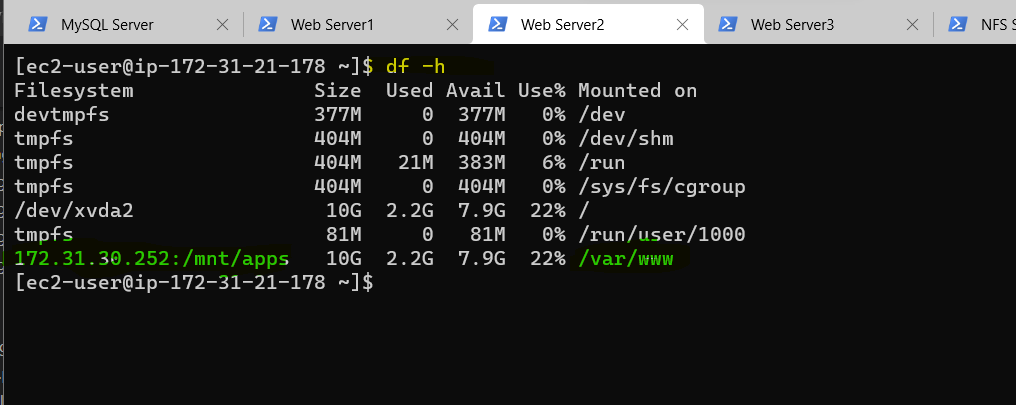 MySQL Server Web Server1 Web Server2 Web Server3 NFS S
[ec2-user@ip-172-31-21-178 ~]$ df -h
Filesystem Size Used Avail Use% Mounted on
devtmpfs 377M 0 377M 0% /dev
tmpfs 404M 0 404M 0% /dev/shm
tmpfs 404M 21M 383M 6% /run
tmpfs 404M 0 404M 0% /sys/fs/cgroup
/dev/xvda2 10G 2.2G 7.9G 22% /
tmpfs 81M 0 81M 0% /run/user/1000
172.31.30.252:/mnt/apps 10G 2.2G 7.9G 22% /var/www
[ec2-user@ip-172-31-21-178 ~]$